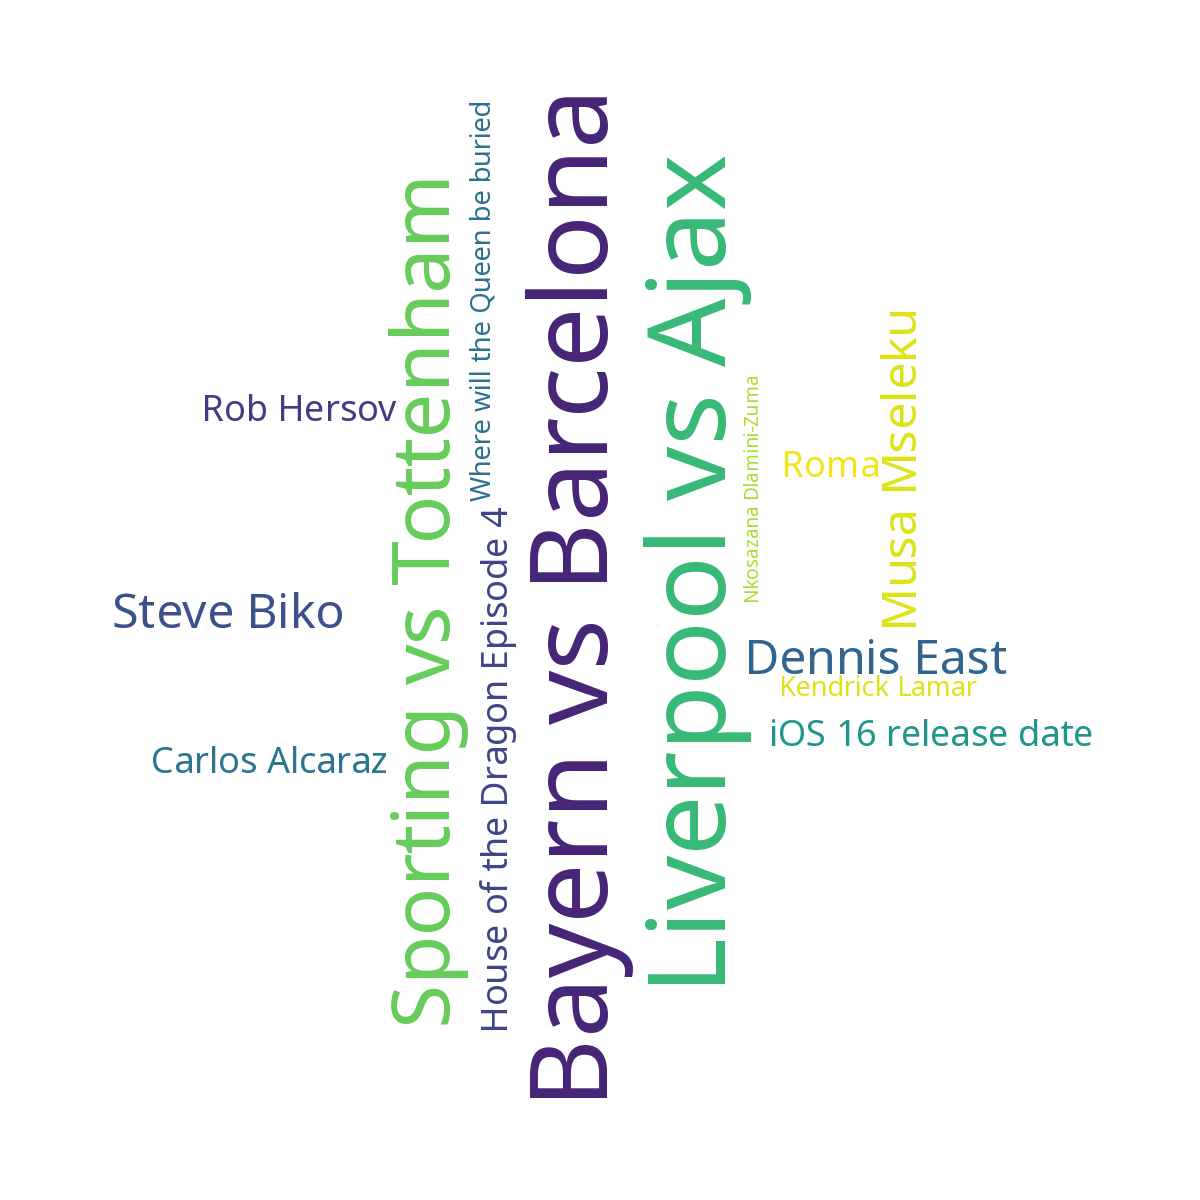 Sporting vs Tottenham
Where will the Queen be buried
House of the Dragon Episode 4
Bayern vs Barcelona
Liverpool vs Ajax
Nkosazana Dlamini-Zuma
Musa Mseleku
Rob Hersov
Roma
Steve Biko
Dennis East
Kendrick Lamar
iOS 16 release date
Carlos Alcaraz